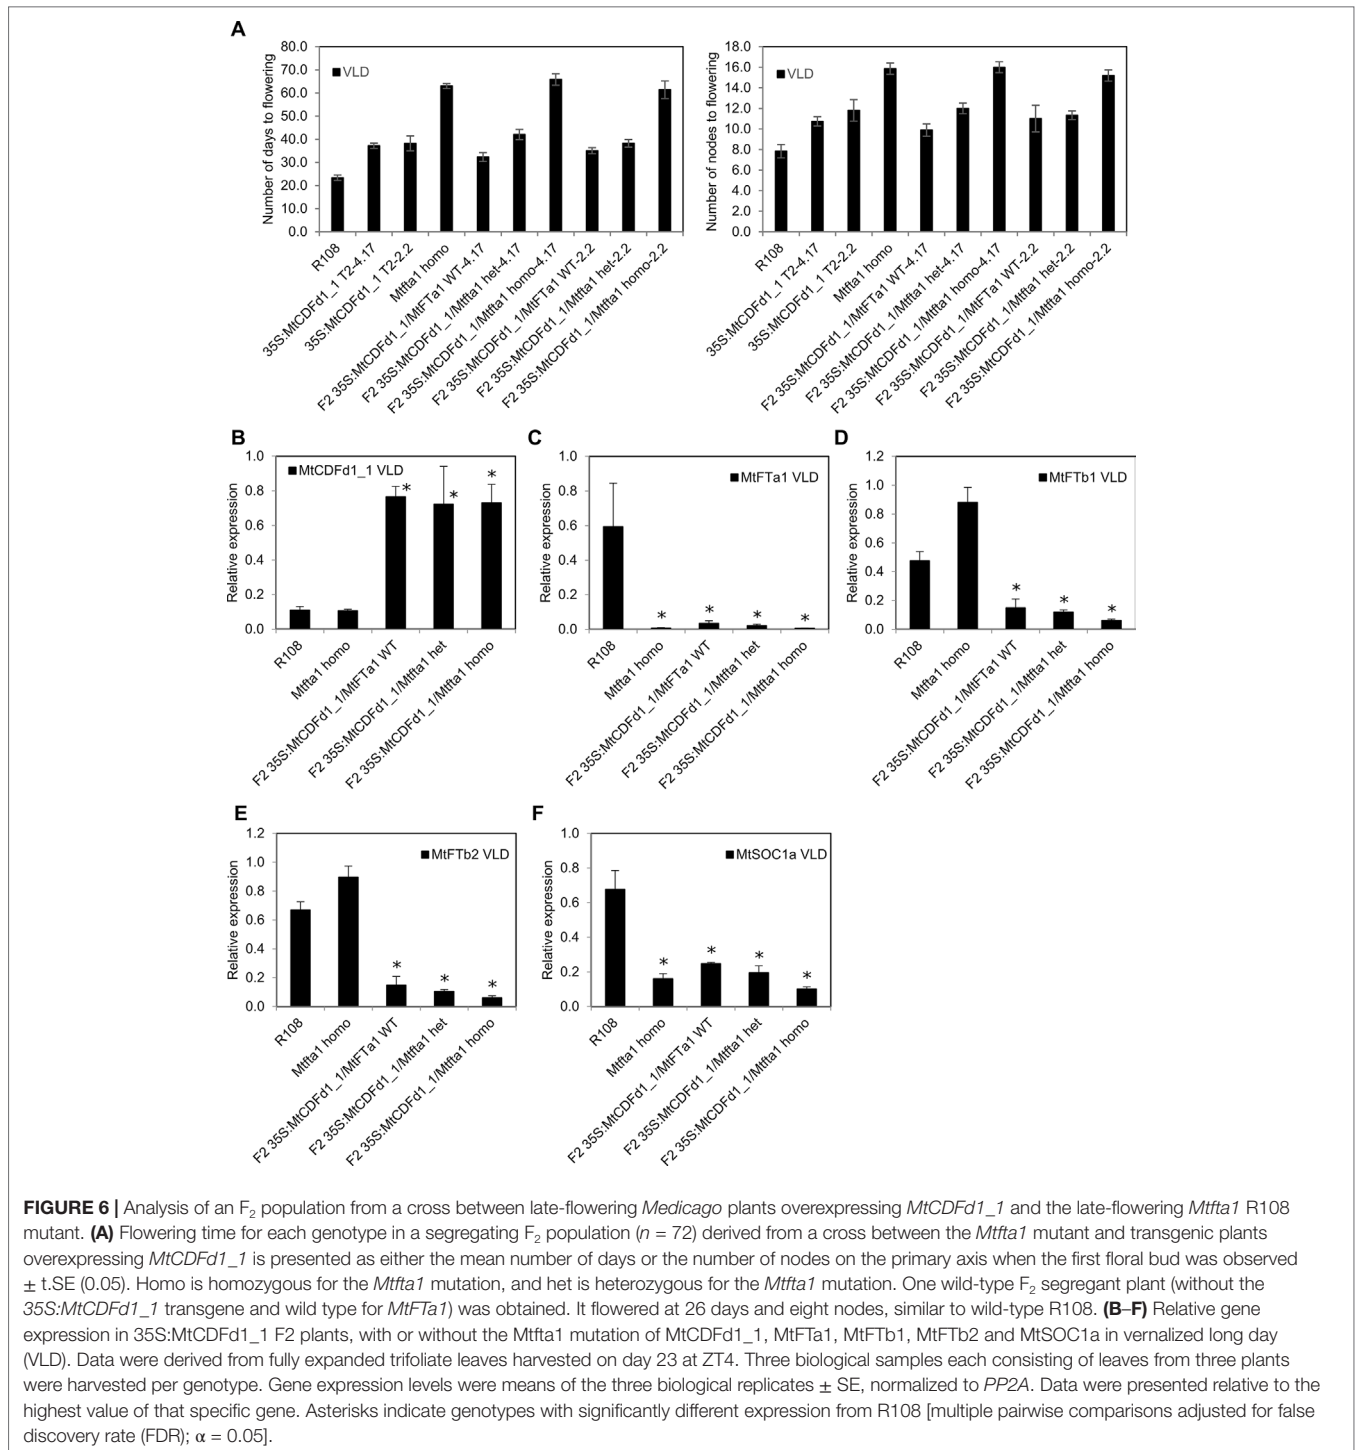 A
80.0
70.0
60.0
50.0
40.0
30.0
20.0
10.0
0.0
Number of days to flowering
VLD
R108
35S:MtCDFd1_1 T2-4.17
35S:MtCDFd1_1 T2-2.2
Mtfta1 homo
F2 35S:MtCDFd1_1/MtFTa1 WT-4.17
F2 35S:MtCDFd1_1/Mtfta1 het-4.17
F2 35S:MtCDFd1_1/Mtfta1 homo-4.17
F2 35S:MtCDFd1_1/MtFTa1 WT-2.2
F2 35S:MtCDFd1_1/Mtfta1 het-2.2
F2 35S:MtCDFd1_1/Mtfta1 homo-2.2
18.0
16.0
14.0
12.0
10.0
8.0
6.0
4.0
2.0
0.0
Number of nodes to flowering
VLD
R108
35S:MtCDFd1_1 T2-4.17
35S:MtCDFd1_1 T2-2.2
Mtfta1 homo
F2 35S:MtCDFd1_1/MtFTa1 WT-4.17
F2 35S:MtCDFd1_1/Mtfta1 het-4.17
F2 35S:MtCDFd1_1/Mtfta1 homo-4.17
F2 35S:MtCDFd1_1/MtFTa1 WT-2.2
F2 35S:MtCDFd1_1/Mtfta1 het-2.2
F2 35S:MtCDFd1_1/Mtfta1 homo-2.2
B
1.0
0.8
0.6
0.4
0.2
0.0
Relative expression
MtCDFd1_1 VLD
* * *
R108
Mtfta1 homo
F2 35S:MtCDFd1_1/MtFTa1 WT
F2 35S:MtCDFd1_1/Mtfta1 het
F2 35S:MtCDFd1_1/Mtfta1 homo
C
1.0
0.8
0.6
0.4
0.2
0.0
Relative expression
MtFTa1 VLD
* * * *
R108
Mtfta1 homo
F2 35S:MtCDFd1_1/MtFTa1 WT
F2 35S:MtCDFd1_1/Mtfta1 het
F2 35S:MtCDFd1_1/Mtfta1 homo
D
1.2
1.0
0.8
0.6
0.4
0.2
0.0
Relative expression
MtFTb1 VLD
* * *
R108
Mtfta1 homo
F2 35S:MtCDFd1_1/MtFTa1 WT
F2 35S:MtCDFd1_1/Mtfta1 het
F2 35S:MtCDFd1_1/Mtfta1 homo
E
1.2
1.0
0.8
0.6
0.4
0.2
0.0
Relative expression
MtFTb2 VLD
* * *
R108
Mtfta1 homo
F2 35S:MtCDFd1_1/MtFTa1 WT
F2 35S:MtCDFd1_1/Mtfta1 het
F2 35S:MtCDFd1_1/Mtfta1 homo
F
1.0
0.8
0.6
0.4
0.2
0.0
Relative expression
MtSOC1a VLD
* * * *
R108
Mtfta1 homo
F2 35S:MtCDFd1_1/MtFTa1 WT
F2 35S:MtCDFd1_1/Mtfta1 het
F2 35S:MtCDFd1_1/Mtfta1 homo
FIGURE 6 | Analysis of an F₂ population from a cross between late-flowering Medicago plants overexpressing MtCDFd1_1 and the late-flowering Mtfta1 R108
mutant. (A) Flowering time for each genotype in a segregating F₂ population (n = 72) derived from a cross between the Mtfta1 mutant and transgenic plants
overexpressing MtCDFd1_1 is presented as either the mean number of days or the number of nodes on the primary axis when the first floral bud was observed
± t.SE (0.05). Homo is homozygous for the Mtfta1 mutation, and het is heterozygous for the Mtfta1 mutation. One wild-type F₂ segregant plant (without the
35S:MtCDFd1_1 transgene and wild type for MtFTa1) was obtained. It flowered at 26 days and eight nodes, similar to wild-type R108. (B–F) Relative gene
expression in 35S:MtCDFd1_1 F2 plants, with or without the Mtfta1 mutation of MtCDFd1_1, MtFTa1, MtFTb1, MtFTb2 and MtSOC1a in vernalized long day
(VLD). Data were derived from fully expanded trifoliate leaves harvested on day 23 at ZT4. Three biological samples each consisting of leaves from three plants
were harvested per genotype. Gene expression levels were means of the three biological replicates ± SE, normalized to PP2A. Data were presented relative to the
highest value of that specific gene. Asterisks indicate genotypes with significantly different expression from R108 [multiple pairwise comparisons adjusted for false
discovery rate (FDR); α = 0.05].